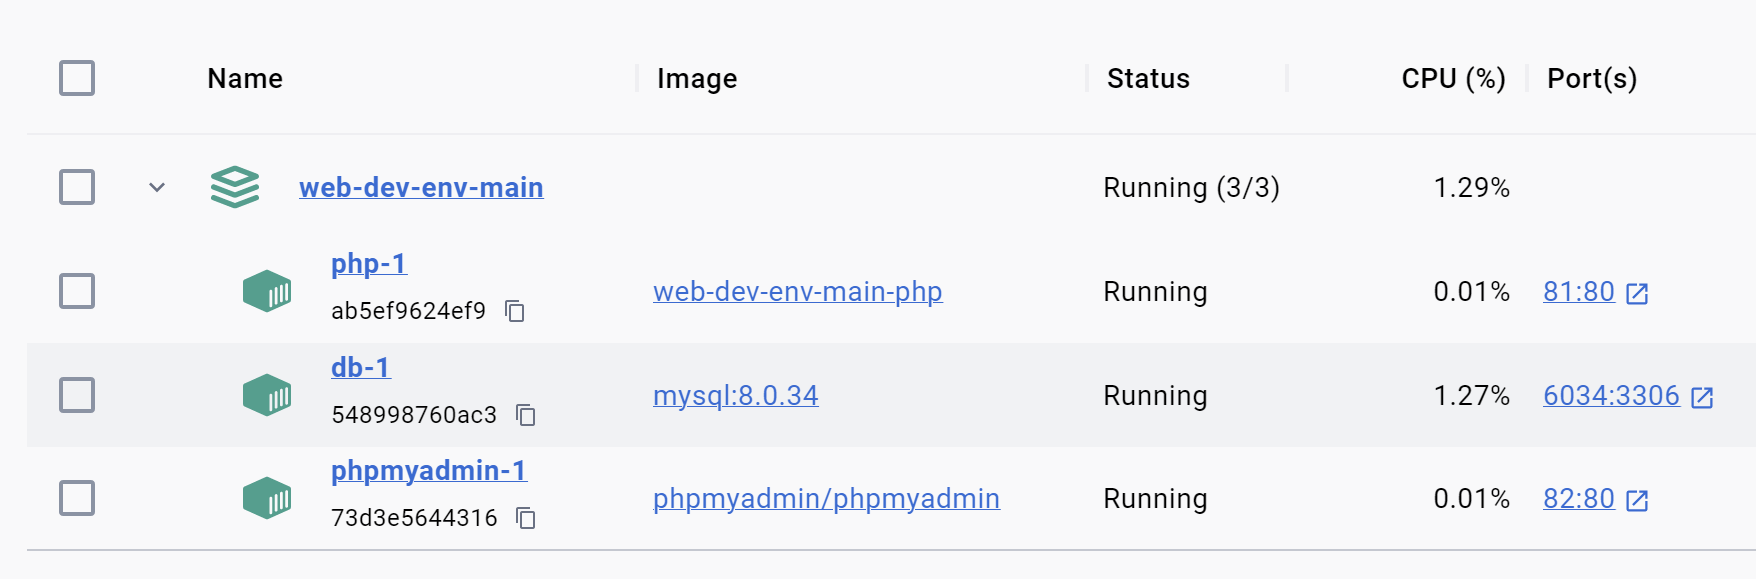 Name Image Status CPU (%) Port(s)
web-dev-env-main Running (3/3) 1.29%
php-1
ab5ef9624ef9 web-dev-env-main-php Running 0.01% 81:80
db-1
548998760ac3 mysql:8.0.34 Running 1.27% 6034:3306
phpmyadmin-1
73d3e5644316 phpmyadmin/phpmyadmin Running 0.01% 82:80